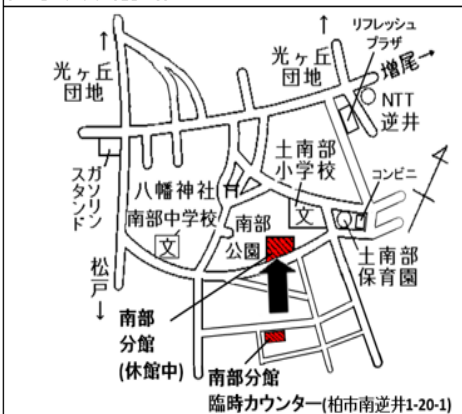 リフレッシュ
プラザ
光ヶ丘
団地
光ヶ丘
団地
増尾→
NTT
逆井
土南部
小学校
コンビニ
ガソリン
スタンド
八幡神社
南部中学校
文
文
南部
公園
土南部
保育園
松戸
南部
分館
(休館中)
南部分館
臨時カウンター(柏市南逆井1-20-1)